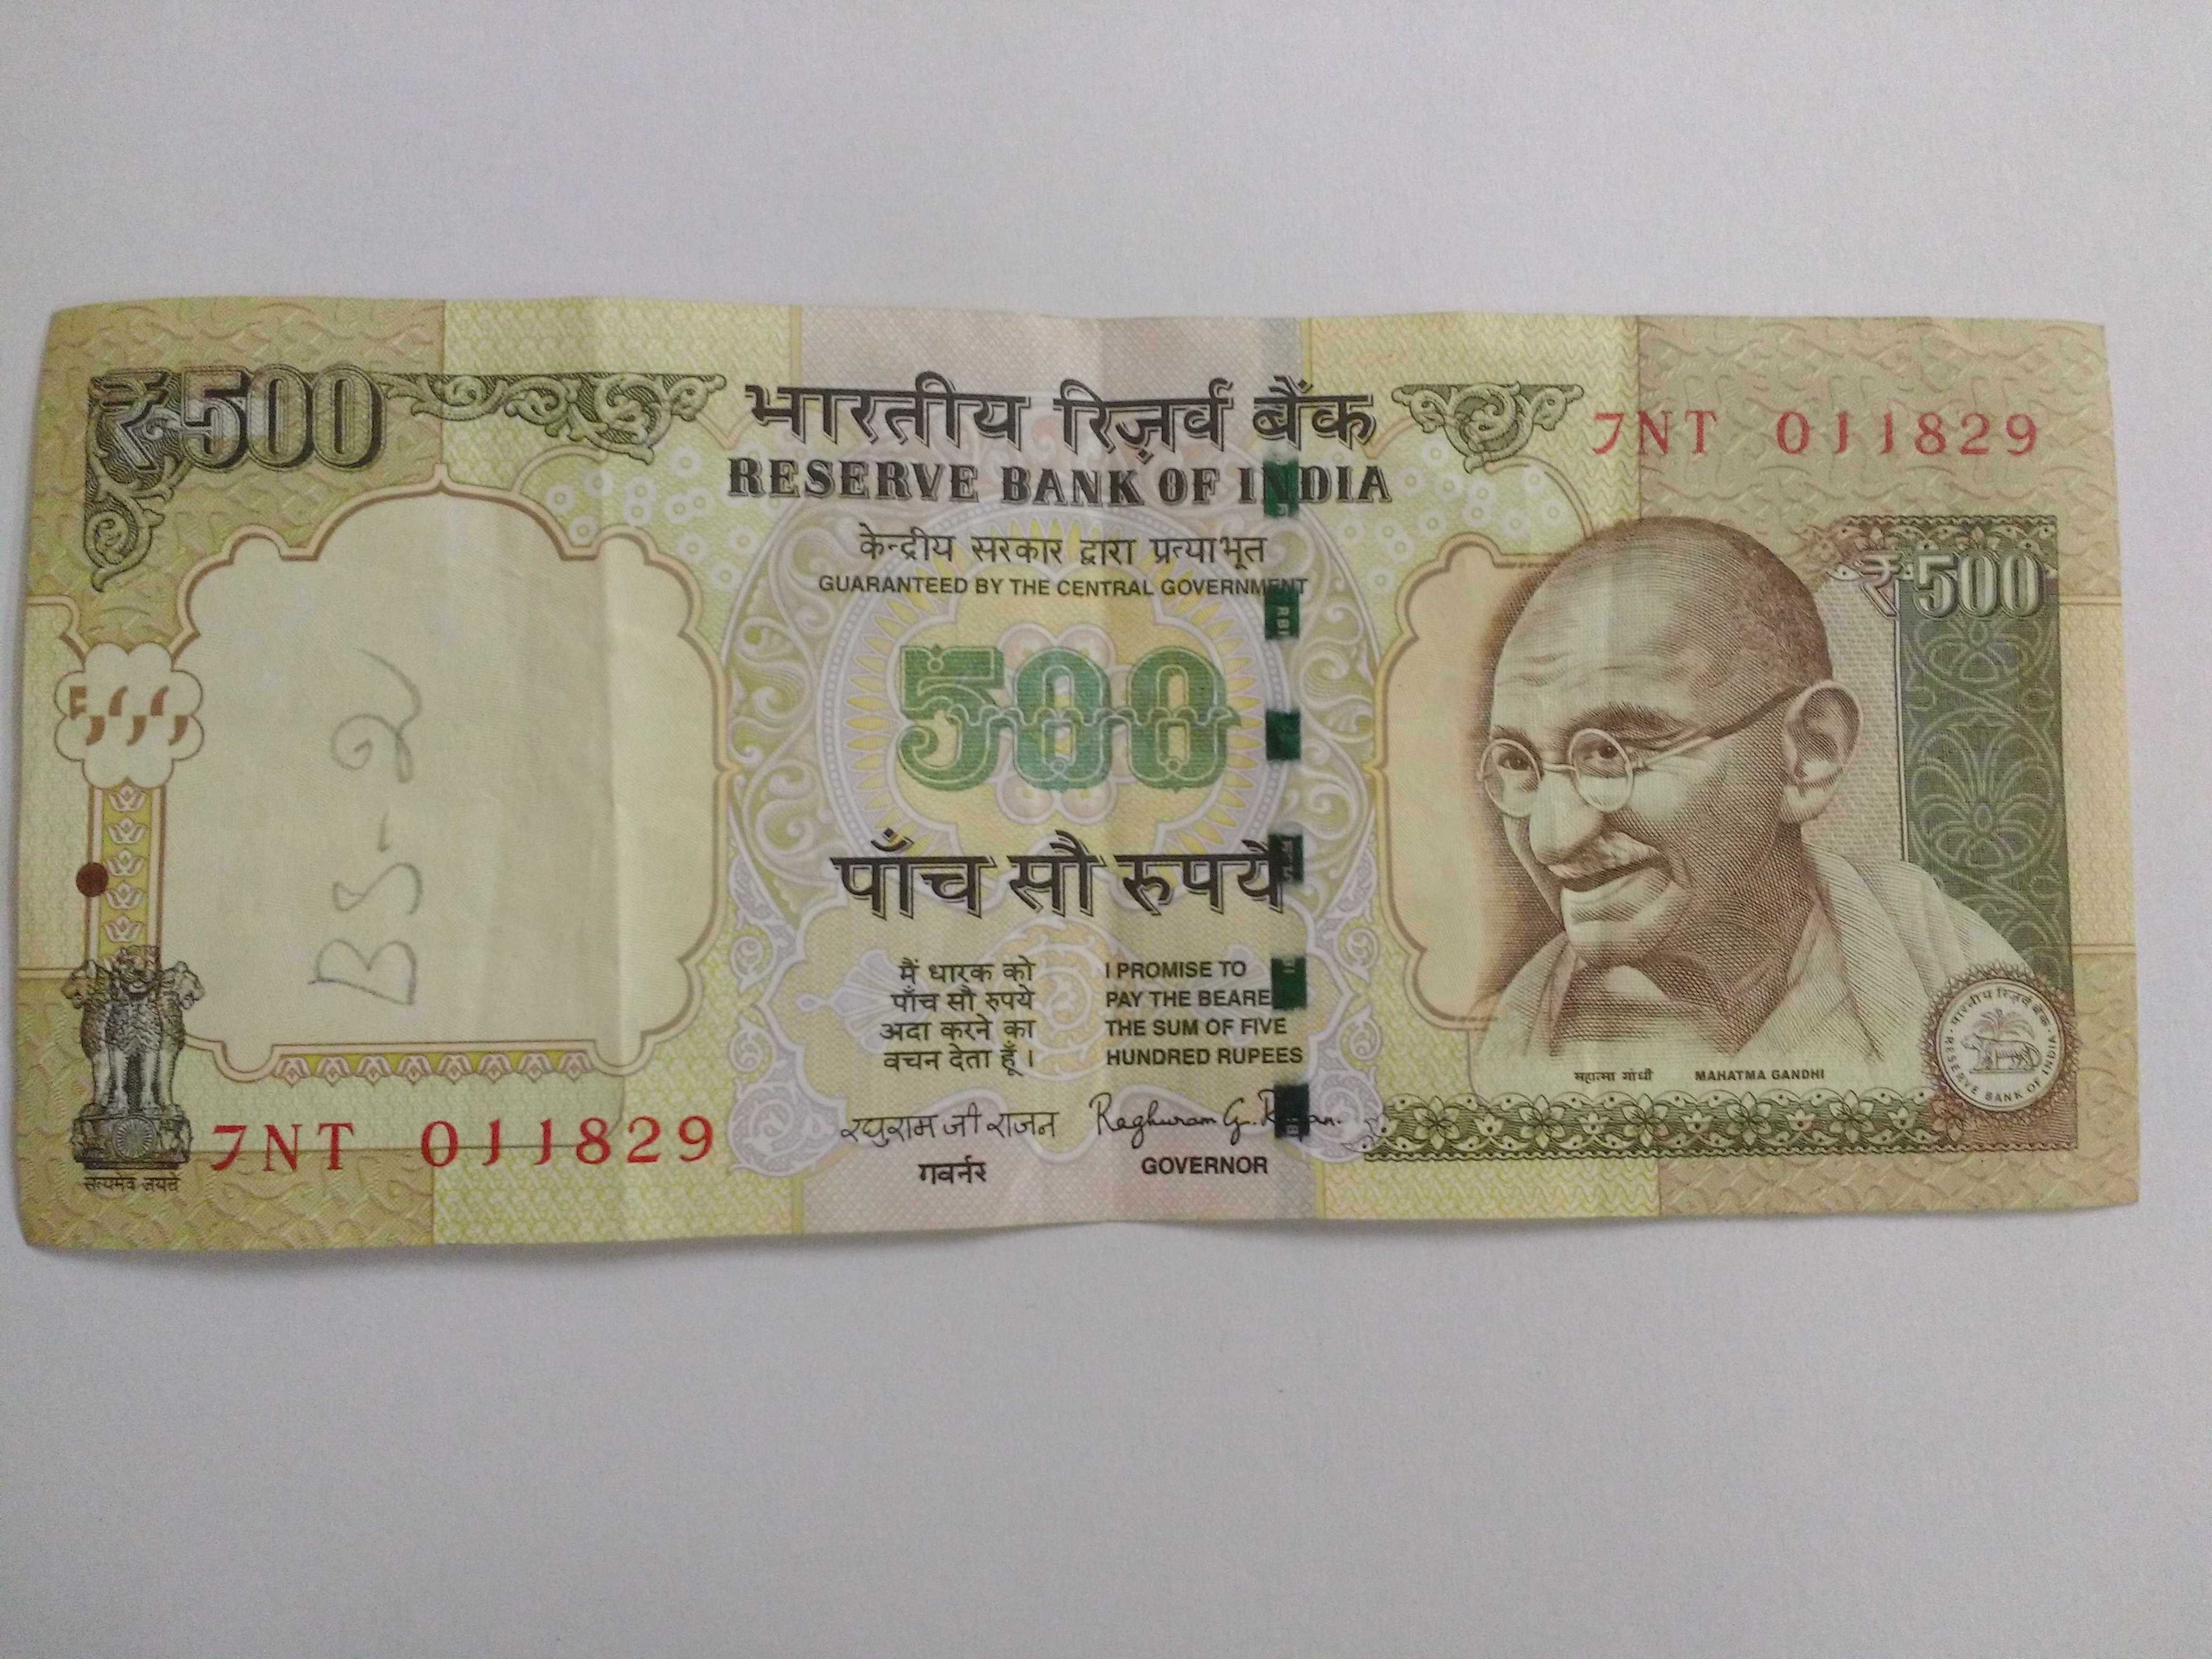 ₹500
भारतीय रिज़र्व बैंक
RESERVE BANK OF INDIA
7NT 011829
केन्द्रीय सरकार द्वारा प्रत्याभूत
GUARANTEED BY THE CENTRAL GOVERNMENT
₹500
500
BS-2
पाँच सौ रुपये
मैं धारक को
पाँच सौ रुपये
अदा करने का
वचन देता हूँ।
I PROMISE TO
PAY THE BEARE
THE SUM OF FIVE
HUNDRED RUPEES
महात्मा गांधी MAHATMA GANDHI
भारतीय रिज़र्व बैंक
RESERVE BANK OF INDIA
रघुराम जी राजन
गवर्नर
Raghuram G. Rajan.
GOVERNOR
सत्यमेव जयते
7NT 011829